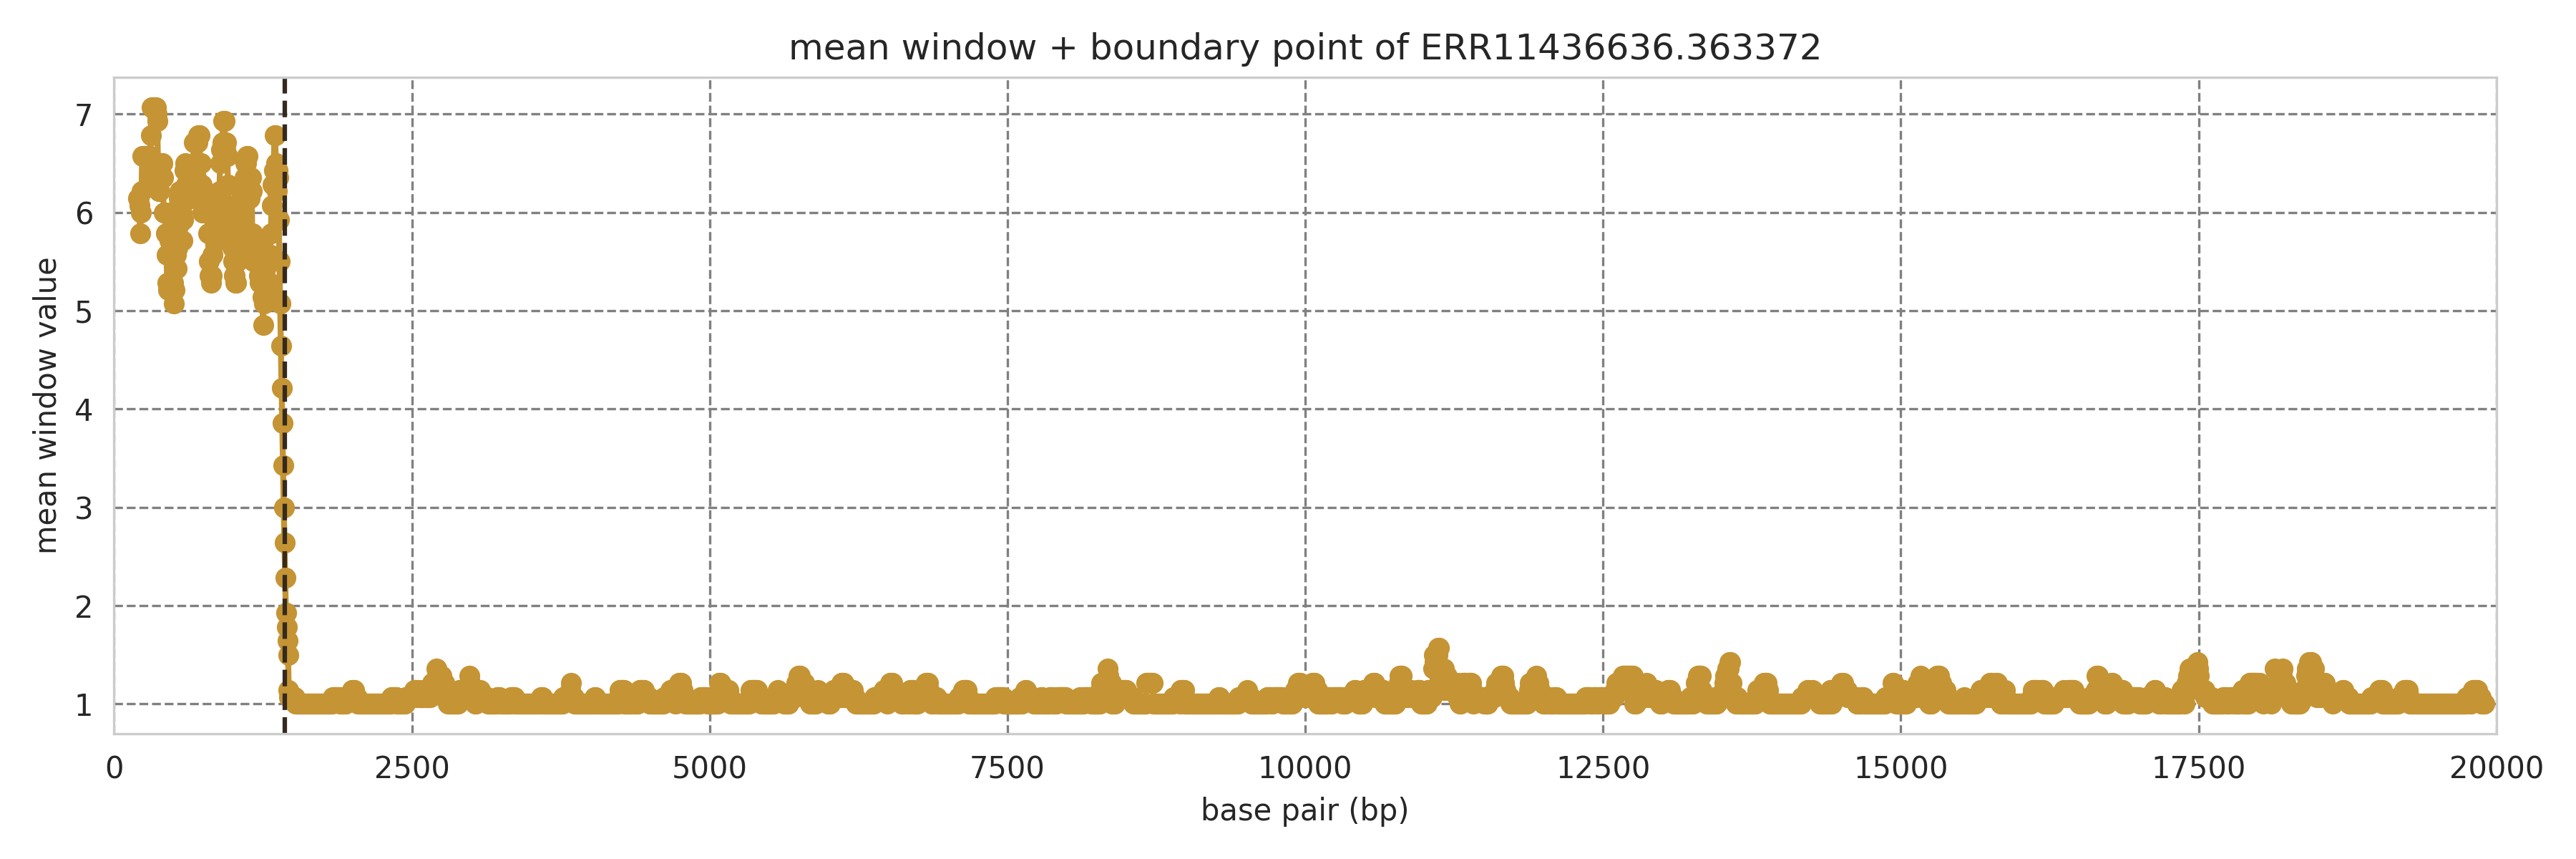 mean window + boundary point of ERR11436636.363372
mean window value
7
6
5
4
3
2
1
0 2500 5000 7500 10000 12500 15000 17500 20000
base pair (bp)